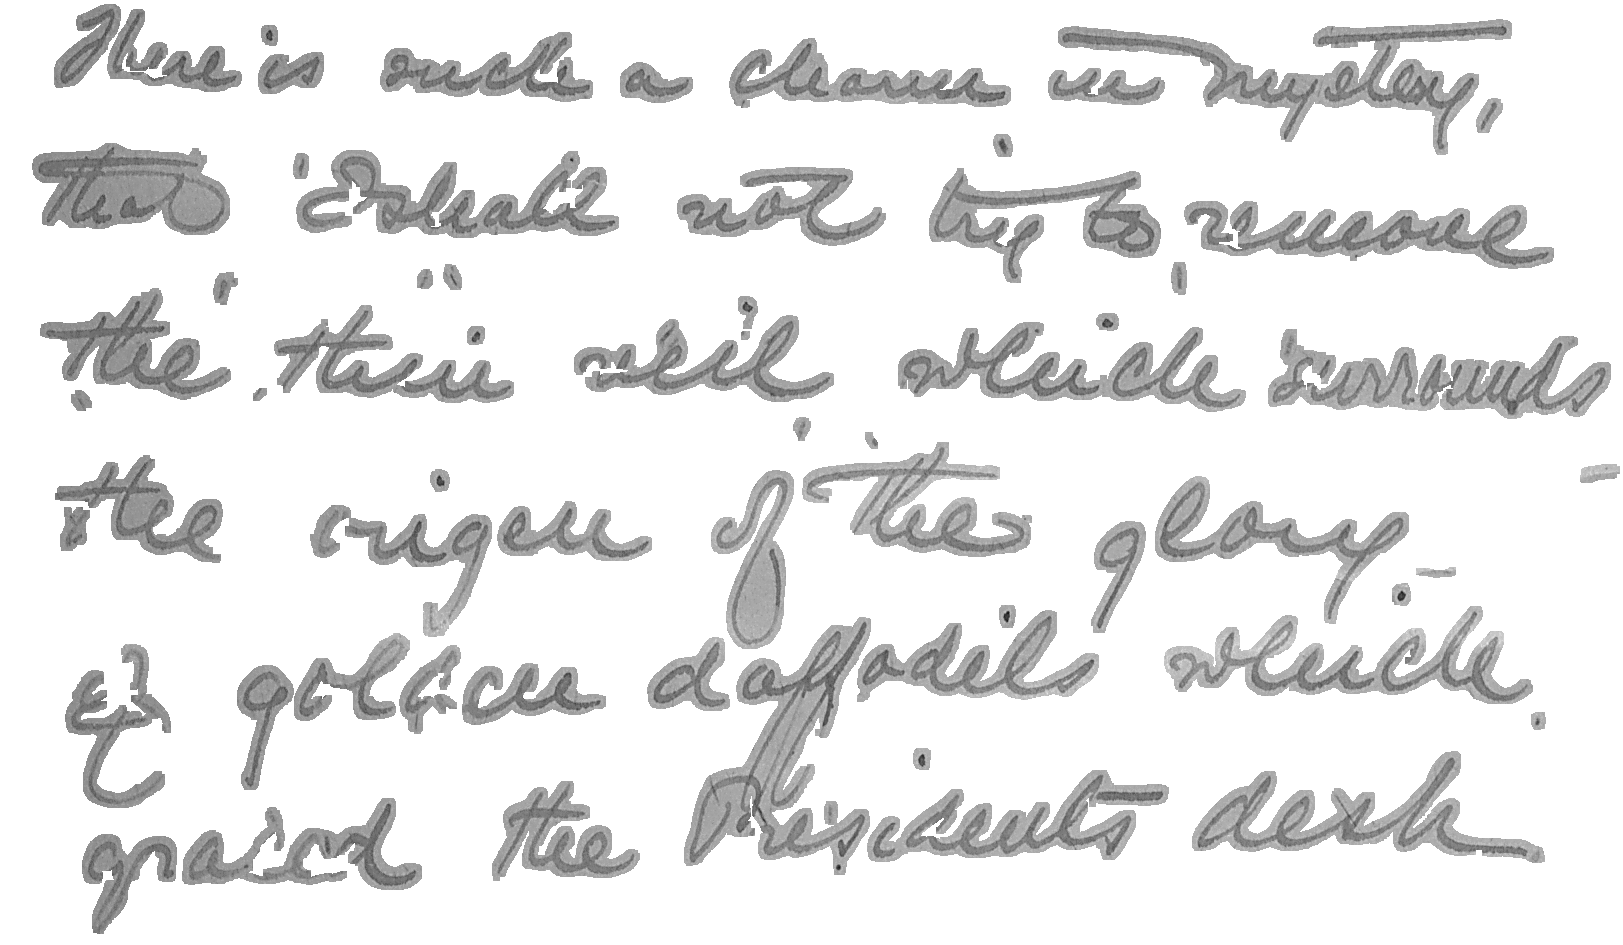 There is such a charm in mystery,
that I shall not try to remove
the thin veil which surrounds
the origin of the glory
of golden daffodils which
graced the Presidents desk